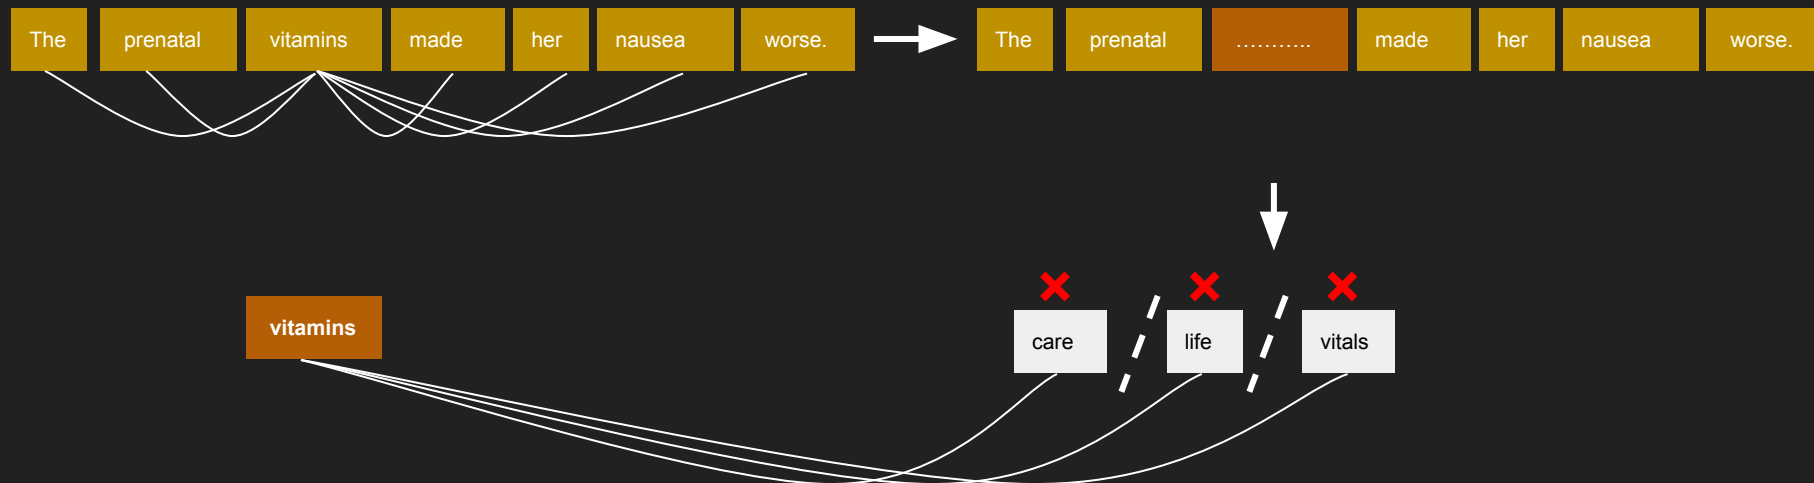 The prenatal vitamins made her nausea worse. The prenatal ……….. made her nausea worse.
vitamins care life vitals